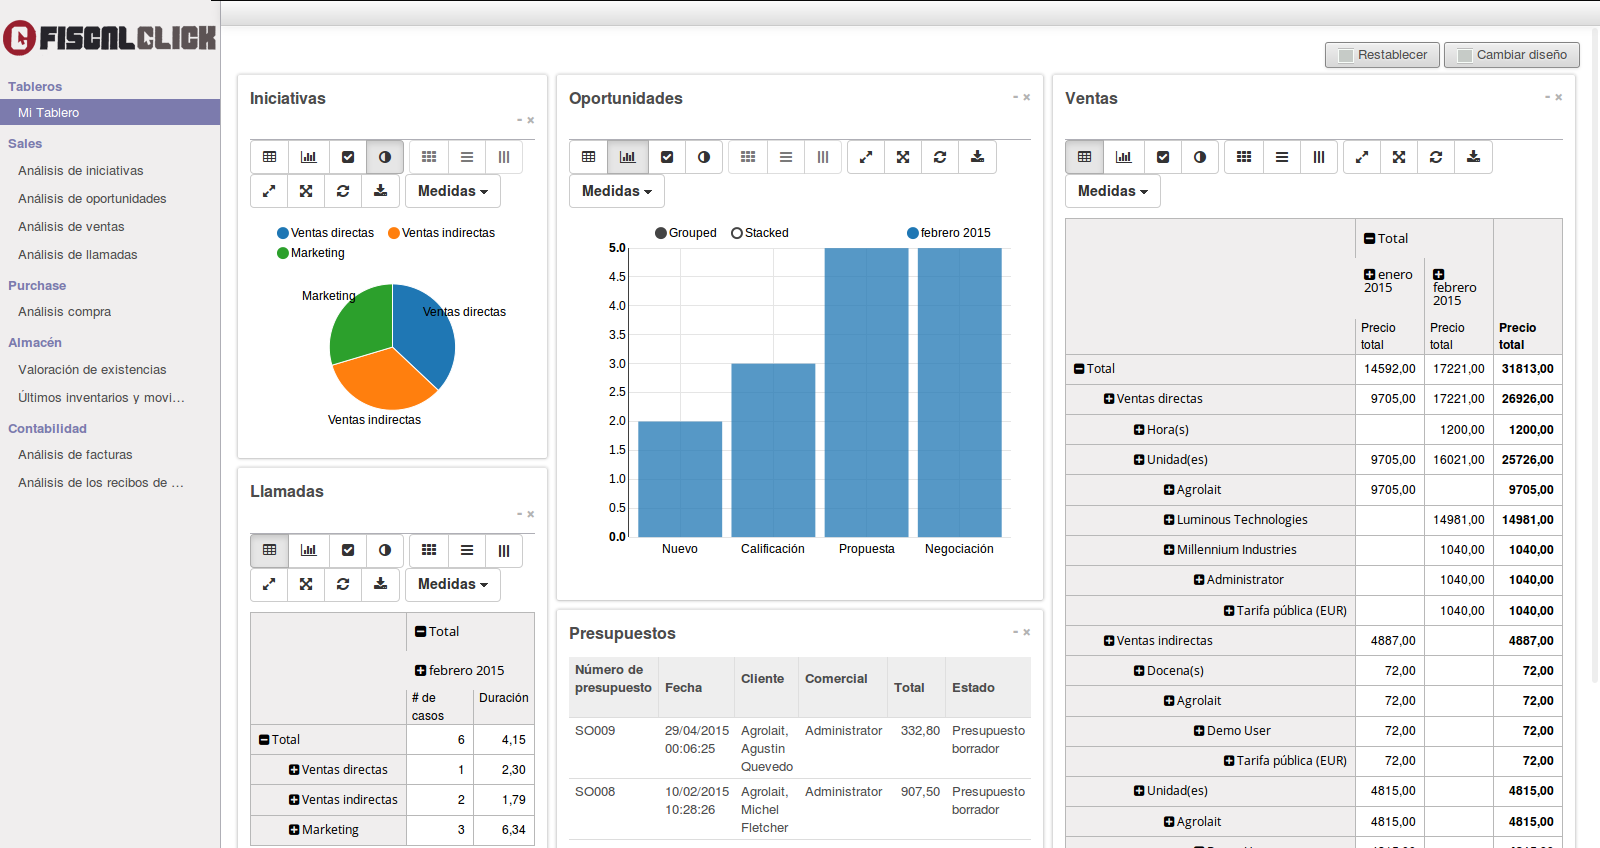 FISCALCLICK
Tableros
Mi Tablero
Sales
Análisis de iniciativas
Análisis de oportunidades
Análisis de ventas
Análisis de llamadas
Purchase
Análisis compra
Almacén
Valoración de existencias
Últimos inventarios y movi...
Contabilidad
Análisis de facturas
Análisis de los recibos de ...
Restablecer
Cambiar diseño
Iniciativas
Medidas
Ventas directas
Ventas indirectas
Marketing
Marketing
Ventas directas
Ventas indirectas
Llamadas
Medidas
Total
febrero 2015
# de casos Duración
Total 6 4,15
Ventas directas 1 2,30
Ventas indirectas 2 1,79
Marketing 3 6,34
Oportunidades
Medidas
Grouped Stacked febrero 2015
5.0
4.5
4.0
3.5
3.0
2.5
2.0
1.5
1.0
0.5
0.0
Nuevo Calificación Propuesta Negociación
Presupuestos
Número de presupuesto Fecha Cliente Comercial Total Estado
SO009 29/04/2015 00:06:25 Agrolait, Agustin Quevedo Administrator 332,80 Presupuesto borrador
SO008 10/02/2015 10:28:26 Agrolait, Michel Fletcher Administrator 907,50 Presupuesto borrador
Ventas
Medidas
Total
enero 2015 febrero 2015
Precio total Precio total Precio total
Total 14592,00 17221,00 31813,00
Ventas directas 9705,00 17221,00 26926,00
Hora(s) 1200,00 1200,00
Unidad(es) 9705,00 16021,00 25726,00
Agrolait 9705,00 9705,00
Luminous Technologies 14981,00 14981,00
Millennium Industries 1040,00 1040,00
Administrator 1040,00 1040,00
Tarifa pública (EUR) 1040,00 1040,00
Ventas indirectas 4887,00 4887,00
Docena(s) 72,00 72,00
Agrolait 72,00 72,00
Demo User 72,00 72,00
Tarifa pública (EUR) 72,00 72,00
Unidad(es) 4815,00 4815,00
Agrolait 4815,00 4815,00